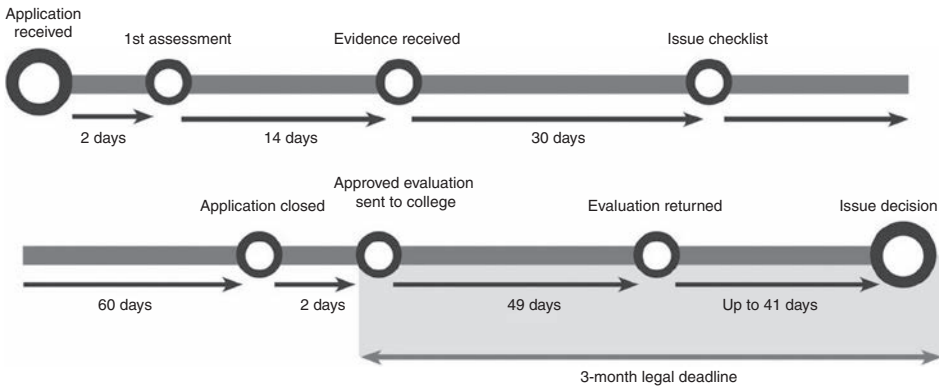 Application
received
1st assessment
Evidence received
Issue checklist
2 days
14 days
30 days
Application closed
Approved evaluation
sent to college
Evaluation returned
Issue decision
60 days
2 days
49 days
Up to 41 days
3-month legal deadline